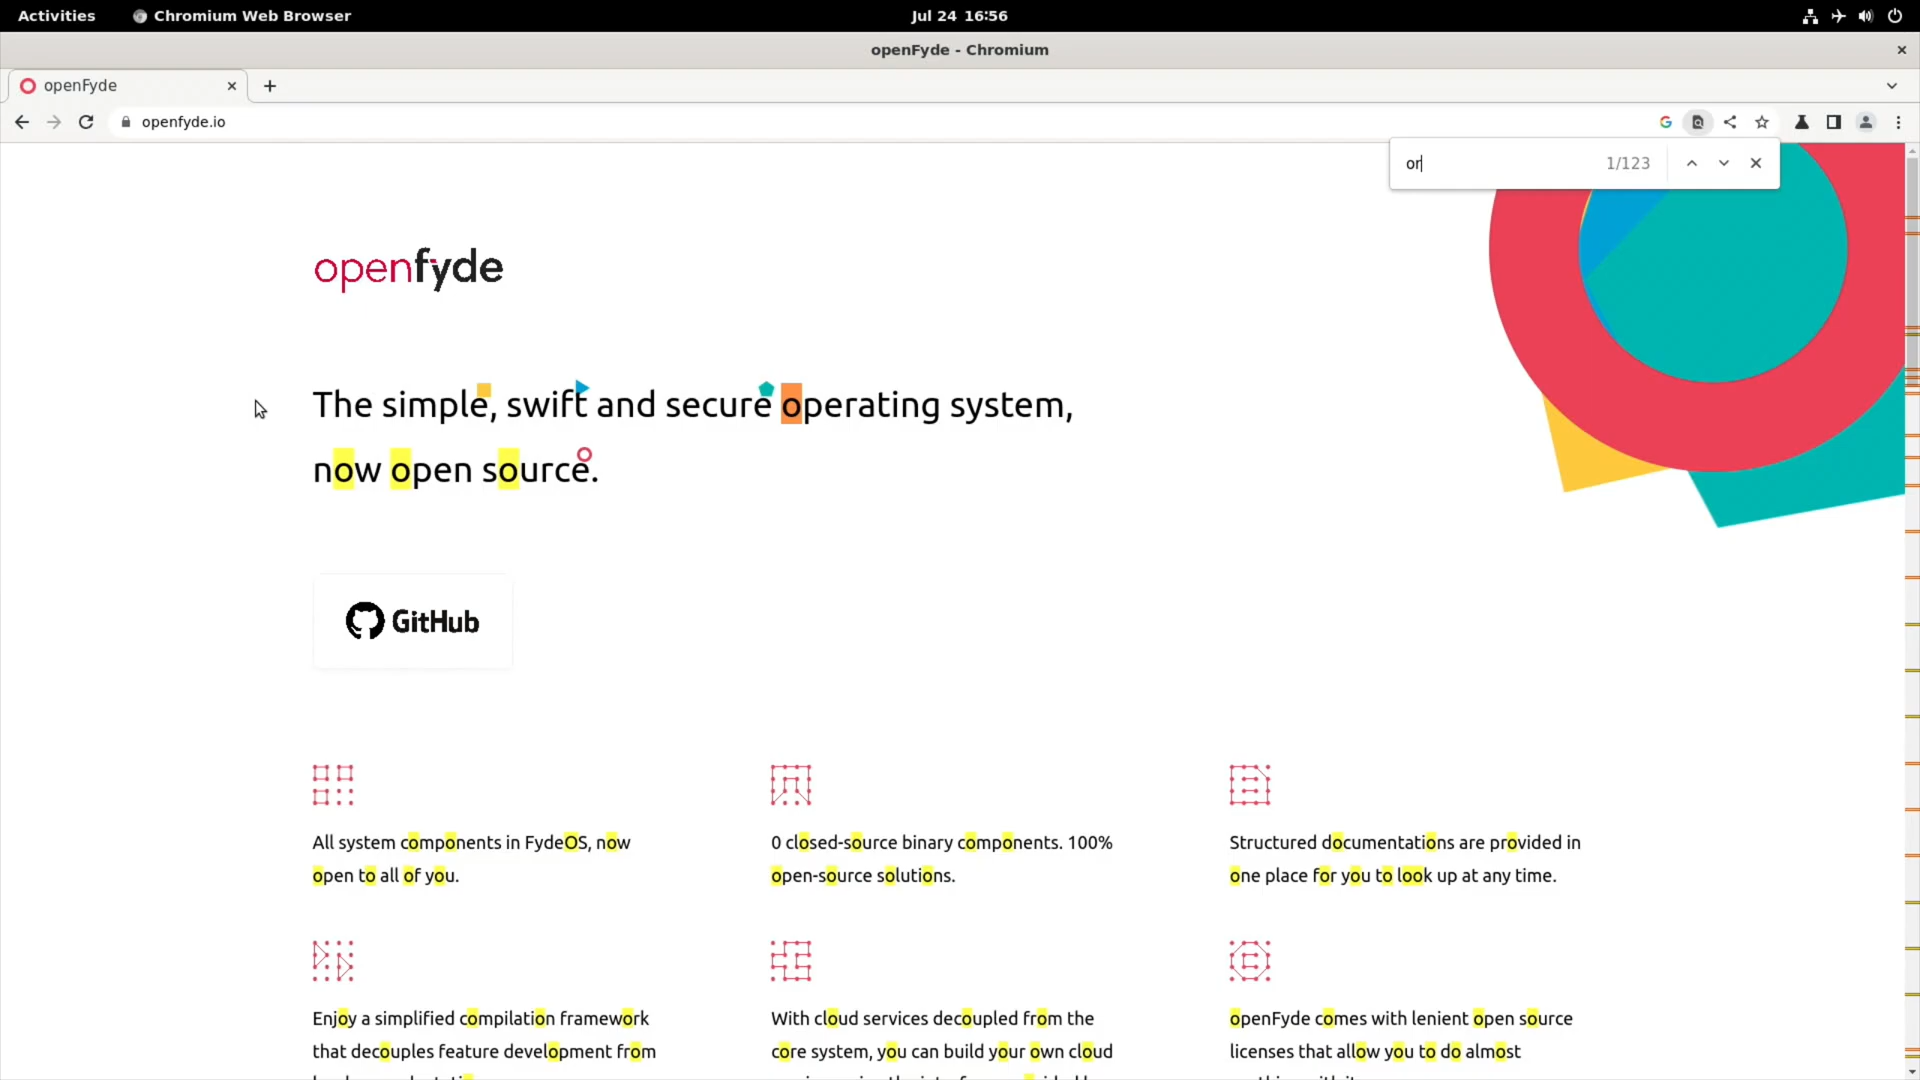 Activities
Chromium Web Browser
Jul 24 16:56
openFyde - Chromium
openFyde
openfyde.io
or
1/123
openfyde
The simple, swift and secure operating system,
now open source.
GitHub
All system components in FydeOS, now
open to all of you.
0 closed-source binary components. 100%
open-source solutions.
Structured documentations are provided in
one place for you to look up at any time.
Enjoy a simplified compilation framework
that decouples feature development from
With cloud services decoupled from the
core system, you can build your own cloud
openFyde comes with lenient open source
licenses that allow you to do almost